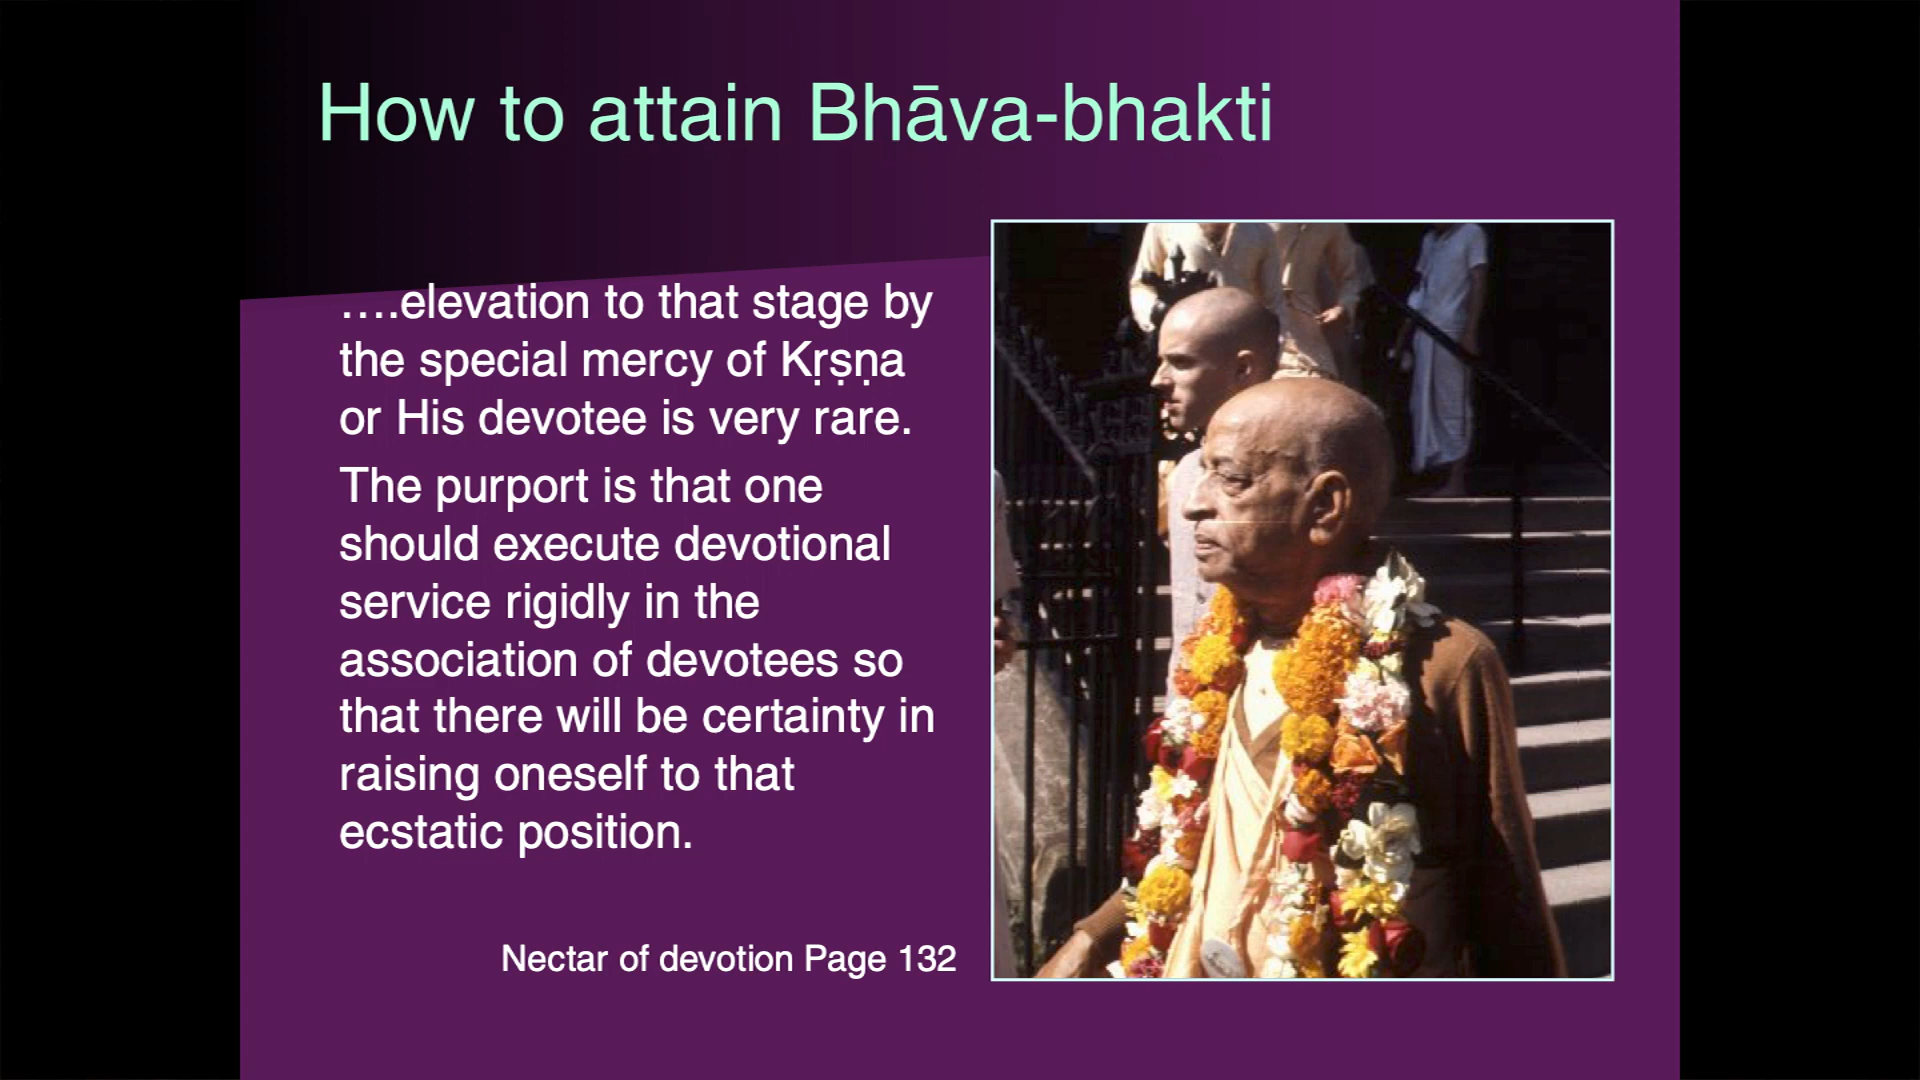 How to attain Bhāva-bhakti
....elevation to that stage by
the special mercy of Kṛṣṇa
or His devotee is very rare.
The purport is that one
should execute devotional
service rigidly in the
association of devotees so
that there will be certainty in
raising oneself to that
ecstatic position.
Nectar of devotion Page 132